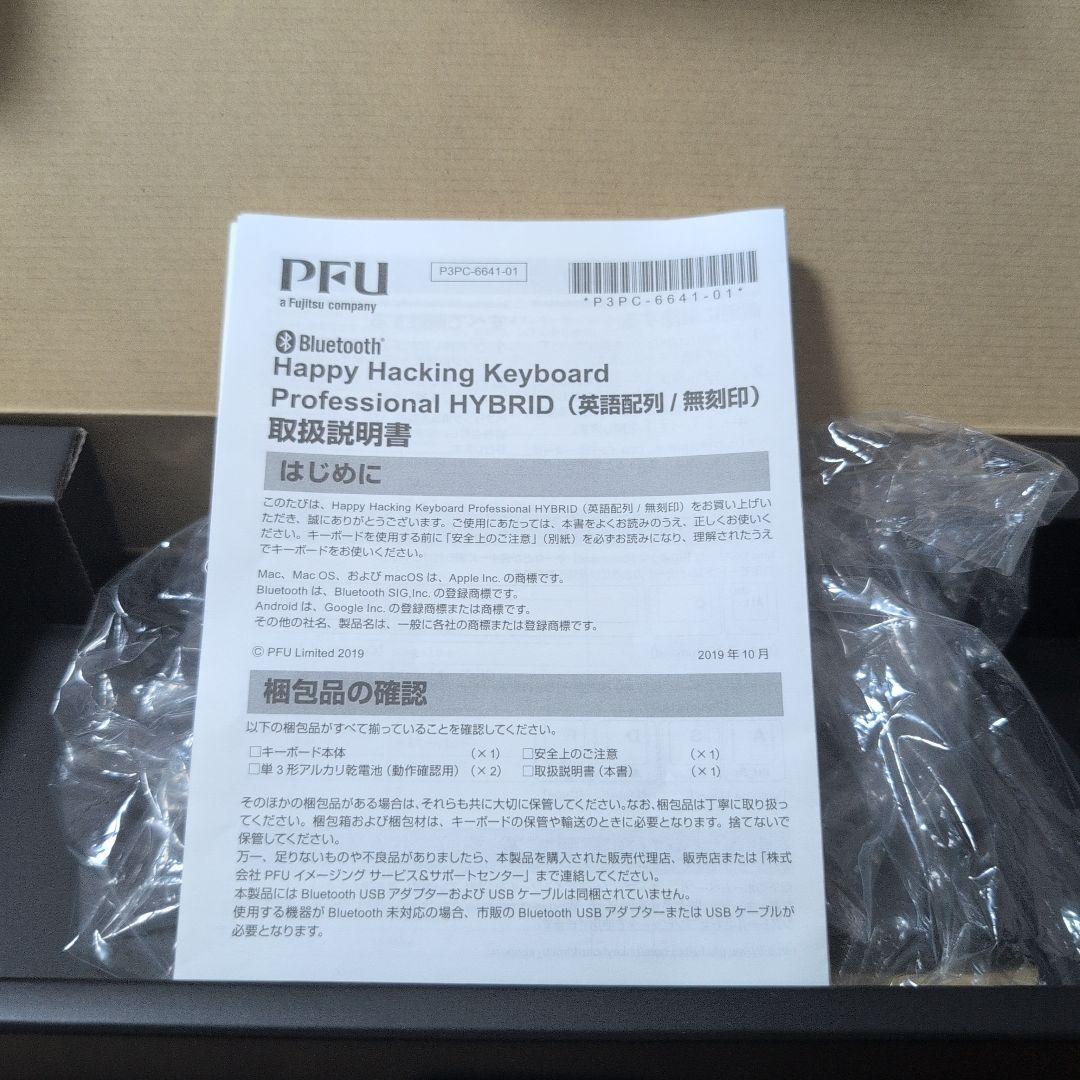 PFU
a Fujitsu company
P3PC-6641-01
*P3PC-6641-01*
Bluetooth®
Happy Hacking Keyboard
Professional HYBRID（英語配列 / 無刻印）
取扱説明書
はじめに
このたびは、Happy Hacking Keyboard Professional HYBRID（英語配列 / 無刻印）をお買い上げい
ただき、誠にありがとうございます。ご使用にあたっては、本書をよくお読みのうえ、正しくお使いく
ださい。キーボードを使用する前に「安全上のご注意」（別紙）を必ずお読みになり、理解されたうえ
でキーボードをお使いください。
Mac、Mac OS、および macOS は、Apple Inc. の商標です。
Bluetooth は、Bluetooth SIG,Inc. の登録商標です。
Android は、Google Inc. の登録商標または商標です。
その他の社名、製品名は、一般に各社の商標または登録商標です。
© PFU Limited 2019
2019 年 10 月
梱包品の確認
以下の梱包品がすべて揃っていることを確認してください。
□キーボード本体 （× 1） □安全上のご注意 （× 1）
□単 3 形アルカリ乾電池（動作確認用）（× 2） □取扱説明書（本書） （× 1）
そのほかの梱包品がある場合は、それらも共に大切に保管してください。なお、梱包品は丁寧に取り扱っ
てください。梱包箱および梱包材は、キーボードの保管や輸送のときに必要となります。捨てないで
保管してください。
万一、足りないものや不良品がありましたら、本製品を購入された販売代理店、販売店または「株式
会社 PFU イメージング サービス&サポートセンター」まで連絡してください。
本製品には Bluetooth USB アダプターおよび USB ケーブルは同梱されていません。
使用する機器が Bluetooth 未対応の場合、市販の Bluetooth USB アダプターまたは USB ケーブルが
必要となります。